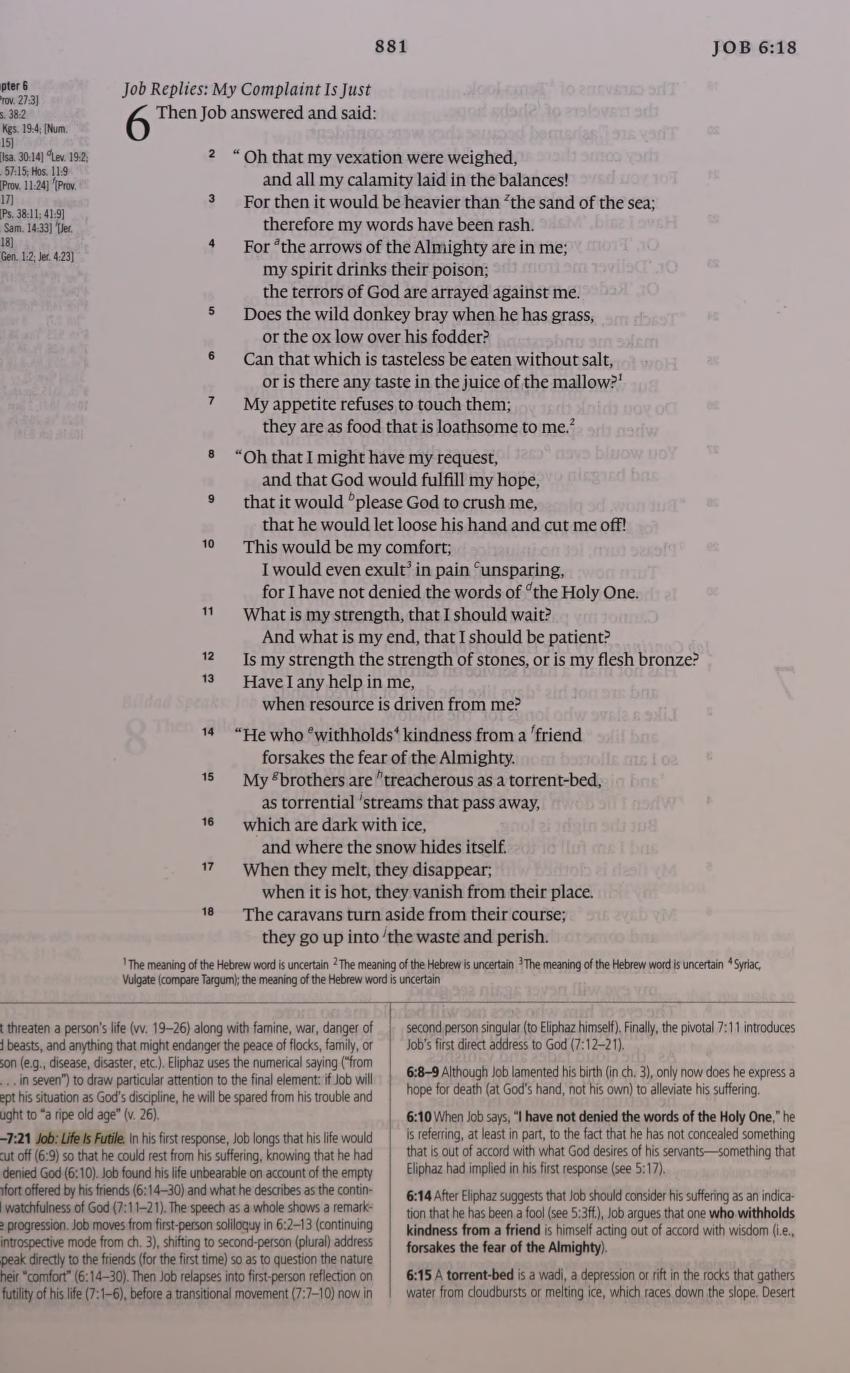 881
JOB 6:18
pter 6
rov. 27:3]
s. 38:2
Kgs. 19:4; [Num.
15]
[Isa. 30:14] d Lev. 19:2;
57:15; Hos. 11:9
[Prov. 11:24] f [Prov.
17]
[Ps. 38:11; 41:9]
Sam. 14:33] i [Jer.
18]
Gen. 1:2; Jer. 4:23]
Job Replies: My Complaint Is Just
6 Then Job answered and said:
2 “Oh that my vexation were weighed,
and all my calamity laid in the balances!
3 For then it would be heavier than z the sand of the sea;
therefore my words have been rash.
4 For a the arrows of the Almighty are in me;
my spirit drinks their poison;
the terrors of God are arrayed against me.
5 Does the wild donkey bray when he has grass,
or the ox low over his fodder?
6 Can that which is tasteless be eaten without salt,
or is there any taste in the juice of the mallow?1
7 My appetite refuses to touch them;
they are as food that is loathsome to me.2
8 “Oh that I might have my request,
and that God would fulfill my hope,
9 that it would b please God to crush me,
that he would let loose his hand and cut me off!
10 This would be my comfort;
I would even exult3 in pain c unsparing,
for I have not denied the words of d the Holy One.
11 What is my strength, that I should wait?
And what is my end, that I should be patient?
12 Is my strength the strength of stones, or is my flesh bronze?
13 Have I any help in me,
when resource is driven from me?
14 “He who e withholds4 kindness from a f friend
forsakes the fear of the Almighty.
15 My g brothers are h treacherous as a torrent-bed,
as torrential i streams that pass away,
16 which are dark with ice,
and where the snow hides itself.
17 When they melt, they disappear;
when it is hot, they vanish from their place.
18 The caravans turn aside from their course;
they go up into j the waste and perish.
1 The meaning of the Hebrew word is uncertain 2 The meaning of the Hebrew is uncertain 3 The meaning of the Hebrew word is uncertain 4 Syriac,
Vulgate (compare Targum); the meaning of the Hebrew word is uncertain
t threaten a person's life (vv. 19–26) along with famine, war, danger of
d beasts, and anything that might endanger the peace of flocks, family, or
son (e.g., disease, disaster, etc.). Eliphaz uses the numerical saying (“from
. . . in seven”) to draw particular attention to the final element: if Job will
ept his situation as God's discipline, he will be spared from his trouble and
ught to “a ripe old age” (v. 26).
–7:21 Job: Life Is Futile. In his first response, Job longs that his life would
cut off (6:9) so that he could rest from his suffering, knowing that he had
denied God (6:10). Job found his life unbearable on account of the empty
nfort offered by his friends (6:14–30) and what he describes as the contin-
l watchfulness of God (7:11–21). The speech as a whole shows a remark-
e progression. Job moves from first-person soliloquy in 6:2–13 (continuing
introspective mode from ch. 3), shifting to second-person (plural) address
peak directly to the friends (for the first time) so as to question the nature
heir “comfort” (6:14–30). Then Job relapses into first-person reflection on
futility of his life (7:1–6), before a transitional movement (7:7–10) now in
second person singular (to Eliphaz himself). Finally, the pivotal 7:11 introduces
Job's first direct address to God (7:12–21).
6:8–9 Although Job lamented his birth (in ch. 3), only now does he express a
hope for death (at God's hand, not his own) to alleviate his suffering.
6:10 When Job says, “I have not denied the words of the Holy One,” he
is referring, at least in part, to the fact that he has not concealed something
that is out of accord with what God desires of his servants—something that
Eliphaz had implied in his first response (see 5:17).
6:14 After Eliphaz suggests that Job should consider his suffering as an indica-
tion that he has been a fool (see 5:3ff.), Job argues that one who withholds
kindness from a friend is himself acting out of accord with wisdom (i.e.,
forsakes the fear of the Almighty).
6:15 A torrent-bed is a wadi, a depression or rift in the rocks that gathers
water from cloudbursts or melting ice, which races down the slope. Desert